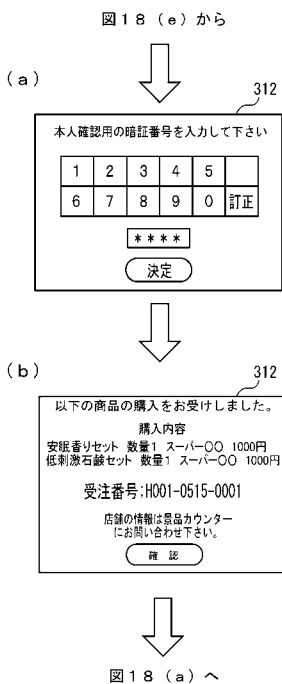 図18(e)から
(a)
312
本人確認用の暗証番号を入力して下さい
1 2 3 4 5
6 7 8 9 0 訂正
****
決定
(b)
312
以下の商品の購入をお受けしました。
購入内容
安眠香りセット 数量1 スーパー〇〇 1000円
低刺激石鹸セット 数量1 スーパー〇〇 1000円
受注番号:H001-0515-0001
店舗の情報は景品カウンター
にお問い合わせ下さい。
確認
図18(a)へ